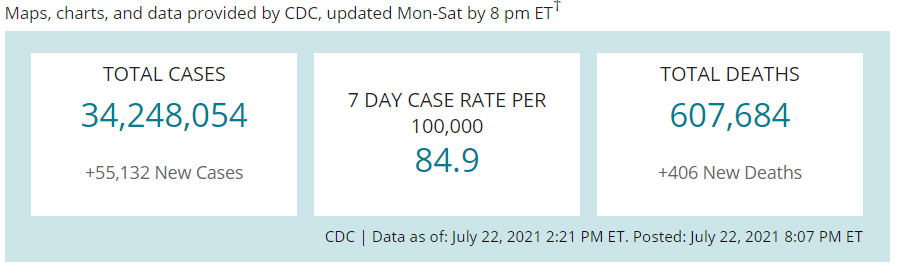 Maps, charts, and data provided by CDC, updated Mon-Sat by 8 pm ET†
TOTAL CASES
34,248,054
+55,132 New Cases
7 DAY CASE RATE PER
100,000
84.9
TOTAL DEATHS
607,684
+406 New Deaths
CDC | Data as of: July 22, 2021 2:21 PM ET. Posted: July 22, 2021 8:07 PM ET